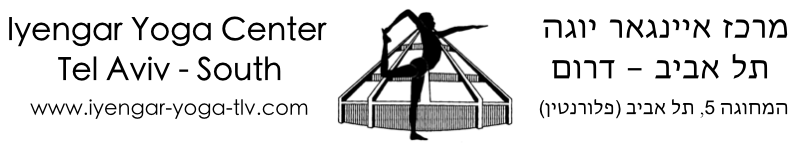 Iyengar Yoga Center
Tel Aviv - South
www.iyengar-yoga-tlv.com
מרכז איינגאר יוגה
תל אביב - דרום
המחוגה 5, תל אביב (פלורנטין)